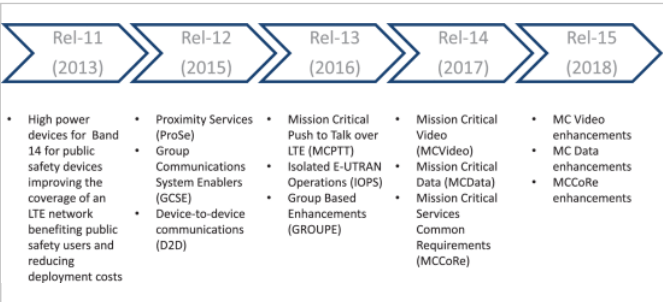 Rel-11
(2013)
Rel-12
(2015)
Rel-13
(2016)
Rel-14
(2017)
Rel-15
(2018)
• High power
devices for Band
14 for public
safety devices
improving the
coverage of an
LTE network
benefiting public
safety users and
reducing
deployment costs
• Proximity Services
(ProSe)
• Group
Communications
System Enablers
(GCSE)
• Device-to-device
communications
(D2D)
• Mission Critical
Push to Talk over
LTE (MCPTT)
• Isolated E-UTRAN
Operations (IOPS)
• Group Based
Enhancements
(GROUPE)
• Mission Critical
Video
(MCVideo)
• Mission Critical
Data (MCData)
• Mission Critical
Services
Common
Requirements
(MCCoRe)
• MC Video
enhancements
• MC Data
enhancements
• MCCoRe
enhancements